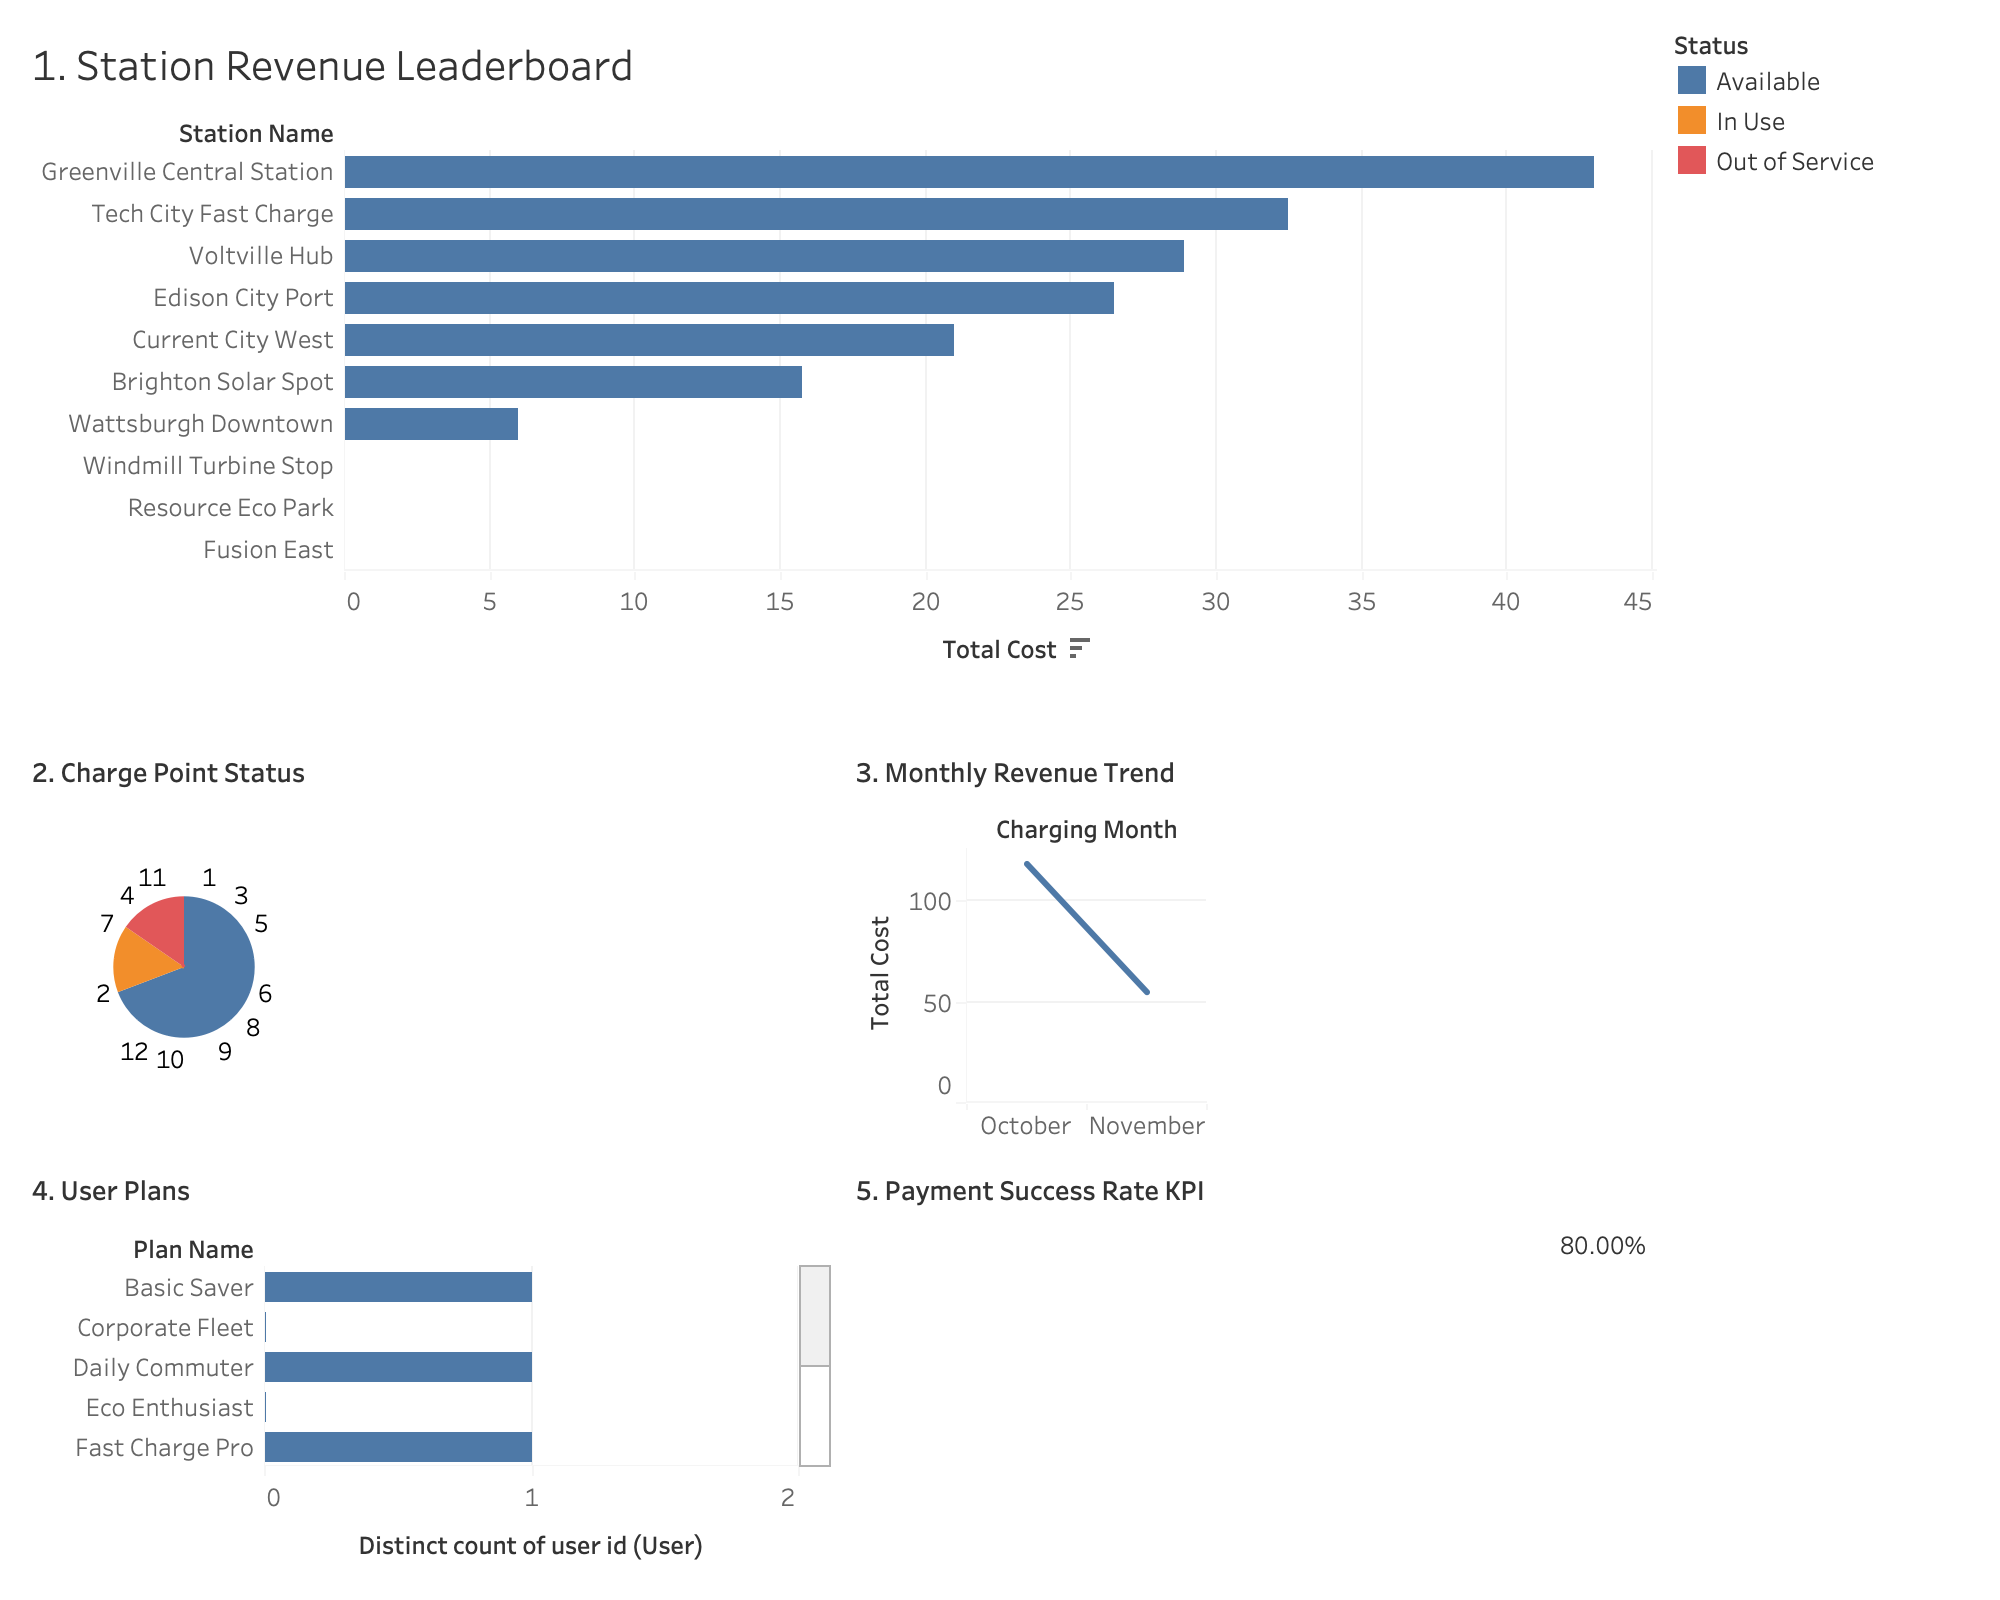 1. Station Revenue Leaderboard
Status
Available
In Use
Out of Service
Station Name
Greenville Central Station
Tech City Fast Charge
Voltville Hub
Edison City Port
Current City West
Brighton Solar Spot
Wattsburgh Downtown
Windmill Turbine Stop
Resource Eco Park
Fusion East
0 5 10 15 20 25 30 35 40 45
Total Cost
2. Charge Point Status
11 1
4 3
7 5
2 6
8
12 10 9
3. Monthly Revenue Trend
Charging Month
Total Cost
100
50
0
October November
4. User Plans
Plan Name
Basic Saver
Corporate Fleet
Daily Commuter
Eco Enthusiast
Fast Charge Pro
0 1 2
Distinct count of user id (User)
5. Payment Success Rate KPI
80.00%